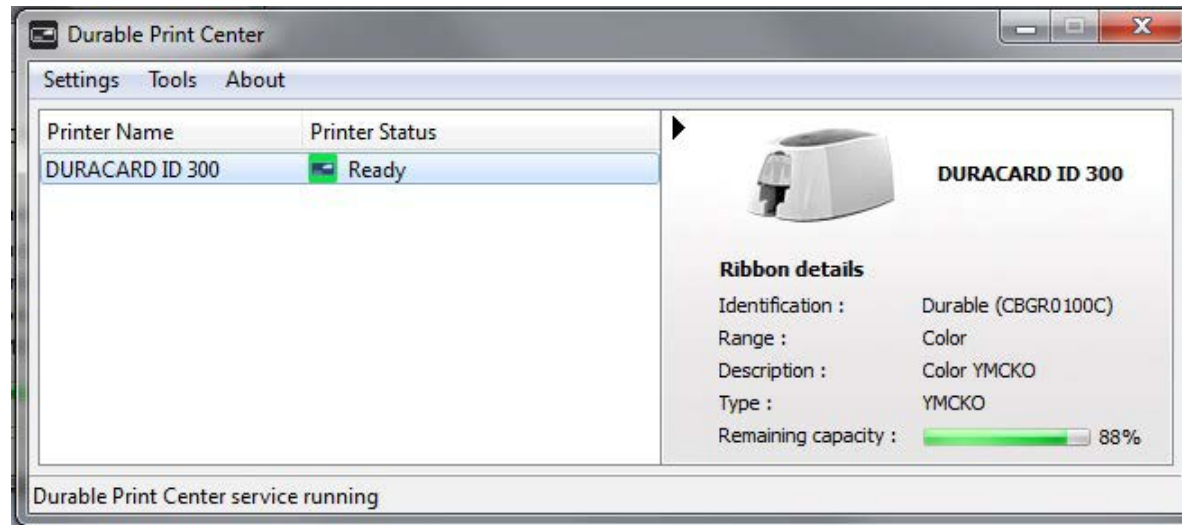 Durable Print Center
Settings Tools About
Printer Name Printer Status
DURACARD ID 300 Ready
DURACARD ID 300
Ribbon details
Identification : Durable (CBGR0100C)
Range : Color
Description : Color YMCKO
Type : YMCKO
Remaining capacity : 88%
Durable Print Center service running